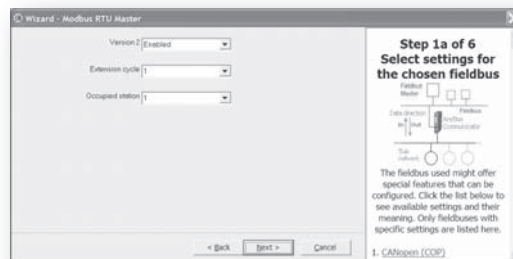 Wizard - Modbus RTU Master
Version 2 Enabled
Extension cycle 1
Occupied station 1
< Back
Next >
Cancel
Step 1a of 6
Select settings for
the chosen fieldbus
Fieldbus
Master
Fieldbus
Data direction
In Out
Anybus
Communicator
Sub
network
The fieldbus used might offer
special features that can be
configured. Click the list below to
see available settings and their
meaning. Only fieldbuses with
specific settings are listed here.
1. CANopen (COP)